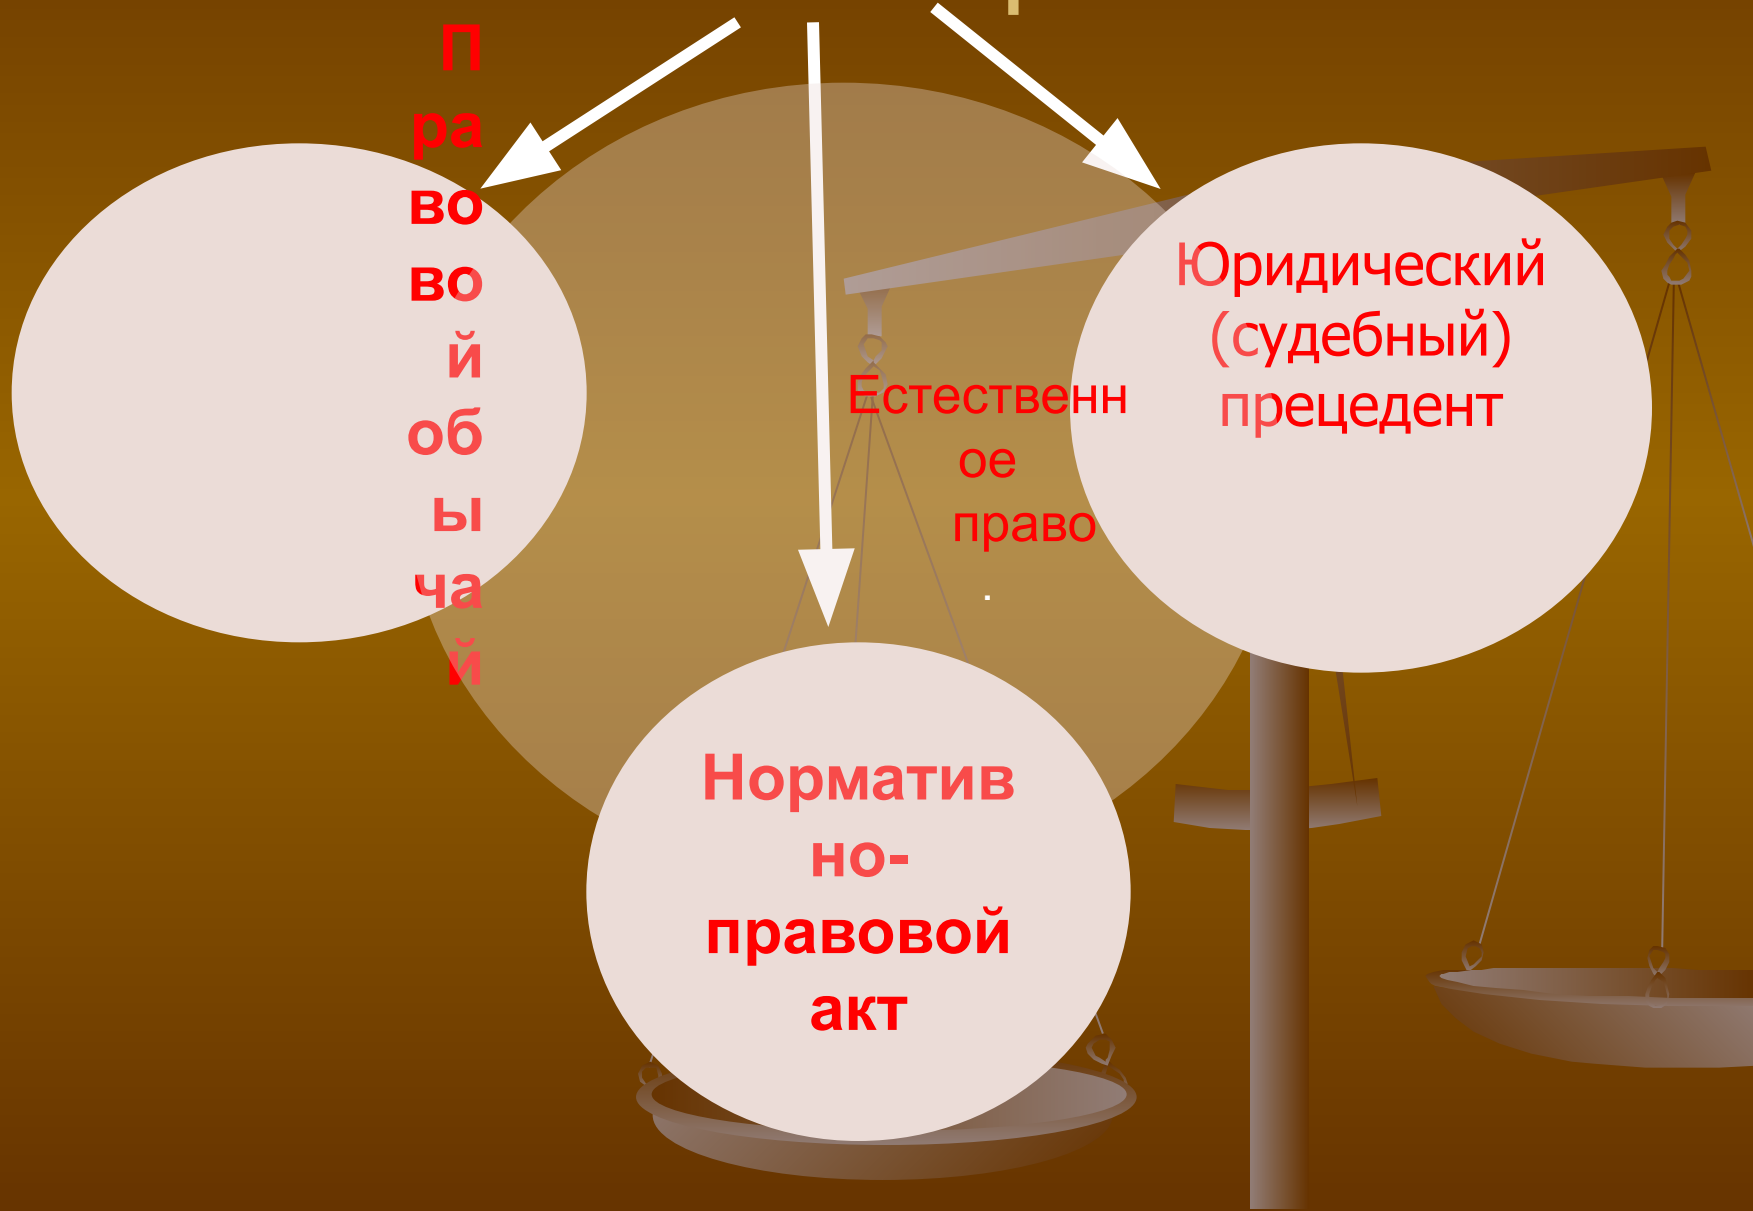 П
ра
во
во
й
об
ы
ча
й
Естественн
ое
право
.
Юридический
(судебный)
прецедент
Норматив
но-
правовой
акт